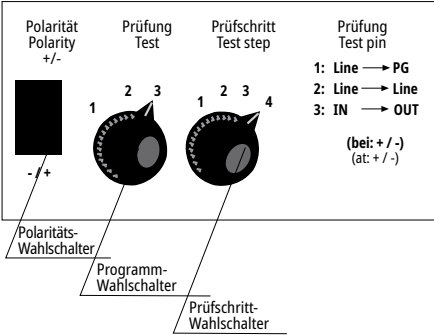 Polarität
Polarity
+/-
Prüfung
Test
Prüfschritt
Test step
Prüfung
Test pin
1 2 3
1 2 3 4
1: Line → PG
2: Line → Line
3: IN → OUT
(bei: + / -)
(at: + / -)
- / +
Polaritäts-
Wahlschalter
Programm-
Wahlschalter
Prüfschritt-
Wahlschalter